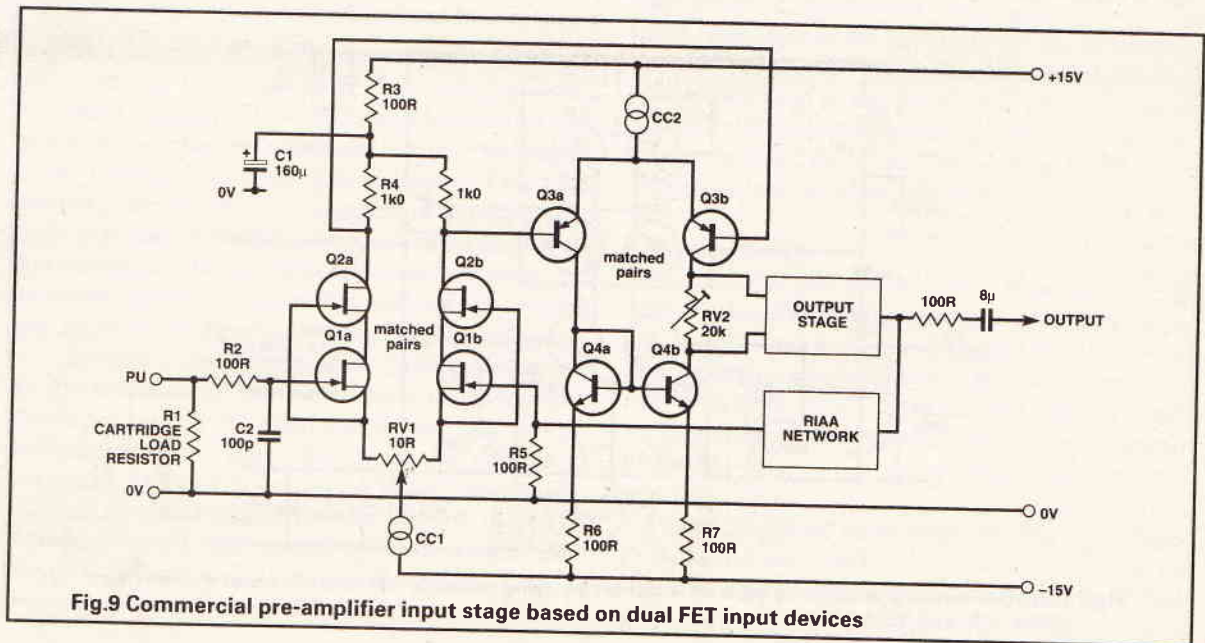 R3
100R
+15V
CC2
C1
160μ
0V
R4
1k0
1k0
Q3a
Q3b
matched
pairs
Q2a
Q2b
Q1a
matched
pairs
Q1b
RV2
20k
OUTPUT
STAGE
100R
8μ
OUTPUT
Q4a
Q4b
PU
R2
100R
R1
CARTRIDGE
LOAD
RESISTOR
C2
100p
RV1
10R
R5
100R
RIAA
NETWORK
0V
0V
CC1
R6
100R
R7
100R
–15V
Fig.9 Commercial pre-amplifier input stage based on dual FET input devices